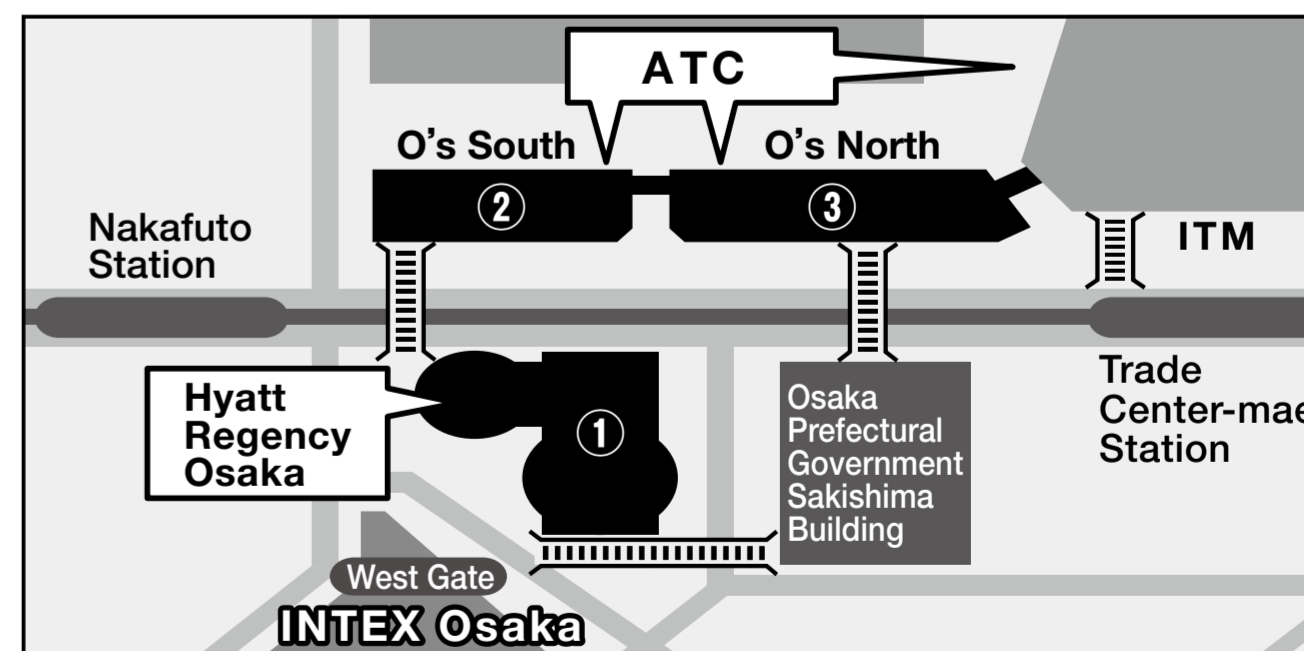 ATC
O's South
O's North
②
③
Nakafuto
Station
ITM
Hyatt
Regency
Osaka
①
Osaka
Prefectural
Government
Sakishima
Building
Trade
Center-mae
Station
West Gate
INTEX Osaka